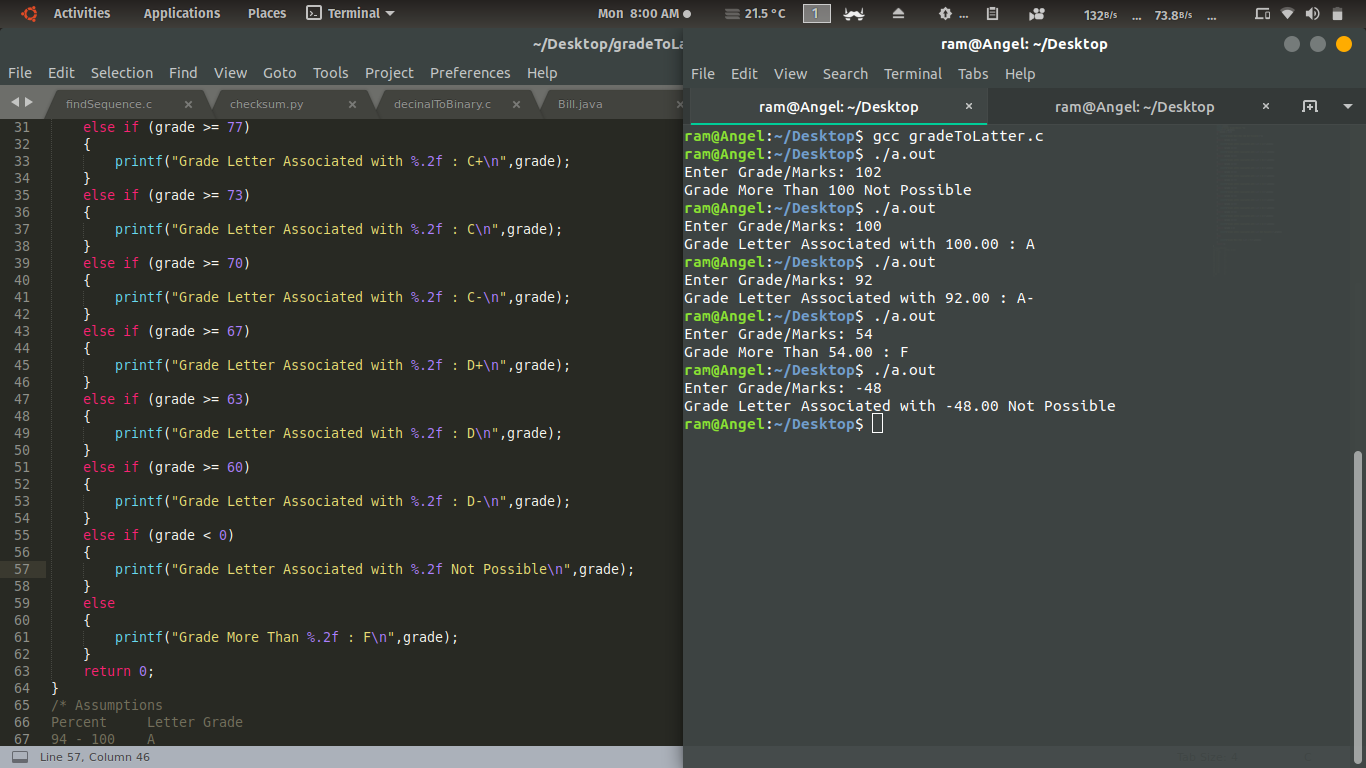 Activities Applications Places Terminal Mon 8:00 AM 21.5 °C 1 ... 132B/s ... 73.8B/s ...
~/Desktop/gradeToLa
File Edit Selection Find View Goto Tools Project Preferences Help
findSequence.c × checksum.py × decinalToBinary.c × Bill.java ×
31 else if (grade >= 77)
32 {
33 printf("Grade Letter Associated with %.2f : C+\n",grade);
34 }
35 else if (grade >= 73)
36 {
37 printf("Grade Letter Associated with %.2f : C\n",grade);
38 }
39 else if (grade >= 70)
40 {
41 printf("Grade Letter Associated with %.2f : C-\n",grade);
42 }
43 else if (grade >= 67)
44 {
45 printf("Grade Letter Associated with %.2f : D+\n",grade);
46 }
47 else if (grade >= 63)
48 {
49 printf("Grade Letter Associated with %.2f : D\n",grade);
50 }
51 else if (grade >= 60)
52 {
53 printf("Grade Letter Associated with %.2f : D-\n",grade);
54 }
55 else if (grade < 0)
56 {
57 printf("Grade Letter Associated with %.2f Not Possible\n",grade);
58 }
59 else
60 {
61 printf("Grade More Than %.2f : F\n",grade);
62 }
63 return 0;
64 }
65 /* Assumptions
66 Percent Letter Grade
67 94 - 100 A
Line 57, Column 46
ram@Angel: ~/Desktop
File Edit View Search Terminal Tabs Help
ram@Angel: ~/Desktop × ram@Angel: ~/Desktop ×
ram@Angel:~/Desktop$ gcc gradeToLatter.c
ram@Angel:~/Desktop$ ./a.out
Enter Grade/Marks: 102
Grade More Than 100 Not Possible
ram@Angel:~/Desktop$ ./a.out
Enter Grade/Marks: 100
Grade Letter Associated with 100.00 : A
ram@Angel:~/Desktop$ ./a.out
Enter Grade/Marks: 92
Grade Letter Associated with 92.00 : A-
ram@Angel:~/Desktop$ ./a.out
Enter Grade/Marks: 54
Grade More Than 54.00 : F
ram@Angel:~/Desktop$ ./a.out
Enter Grade/Marks: -48
Grade Letter Associated with -48.00 Not Possible
ram@Angel:~/Desktop$